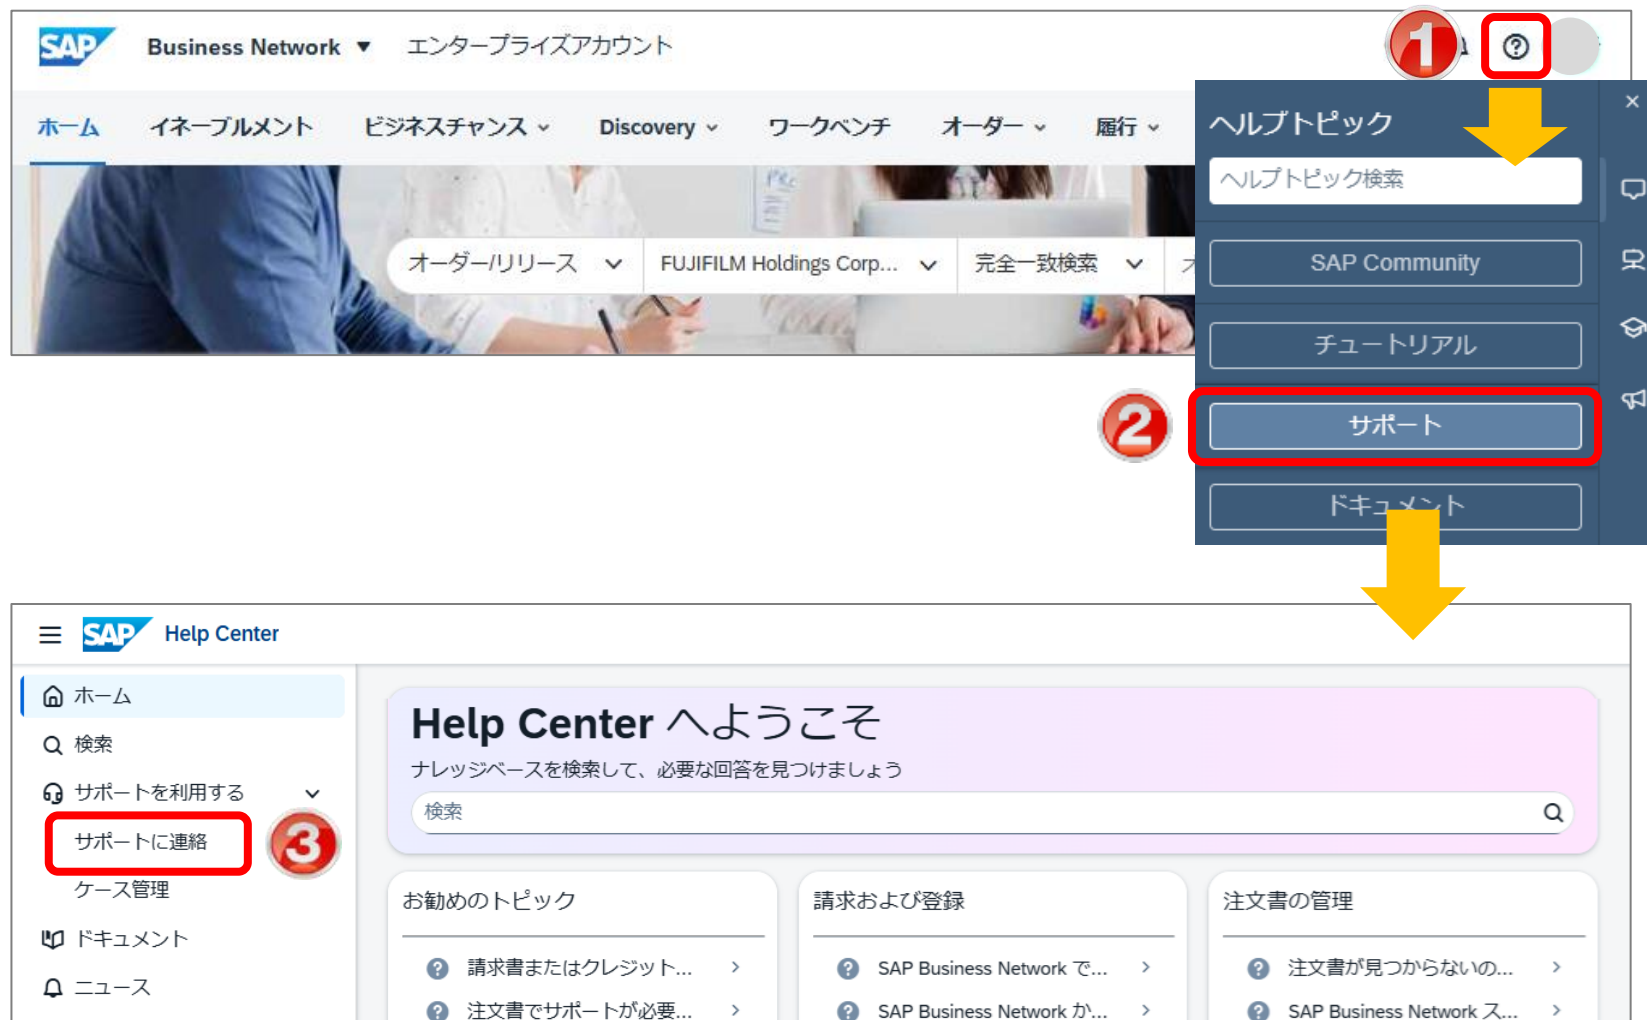 SAP Business Network ▼ エンタープライズアカウント
1
ホーム イネーブルメント ビジネスチャンス Discovery ワークベンチ オーダー 履行
オーダー/リリース FUJIFILM Holdings Corp... 完全一致検索
ヘルプトピック
ヘルプトピック検索
SAP Community
チュートリアル
2
サポート
ドキュメント
SAP Help Center
ホーム
検索
サポートを利用する
サポートに連絡
3
ケース管理
ドキュメント
ニュース
Help Center へようこそ
ナレッジベースを検索して、必要な回答を見つけましょう
検索
お勧めのトピック
請求書またはクレジット...
注文書でサポートが必要...
請求および登録
SAP Business Network で...
SAP Business Network か...
注文書の管理
注文書が見つからないの...
SAP Business Network ス...